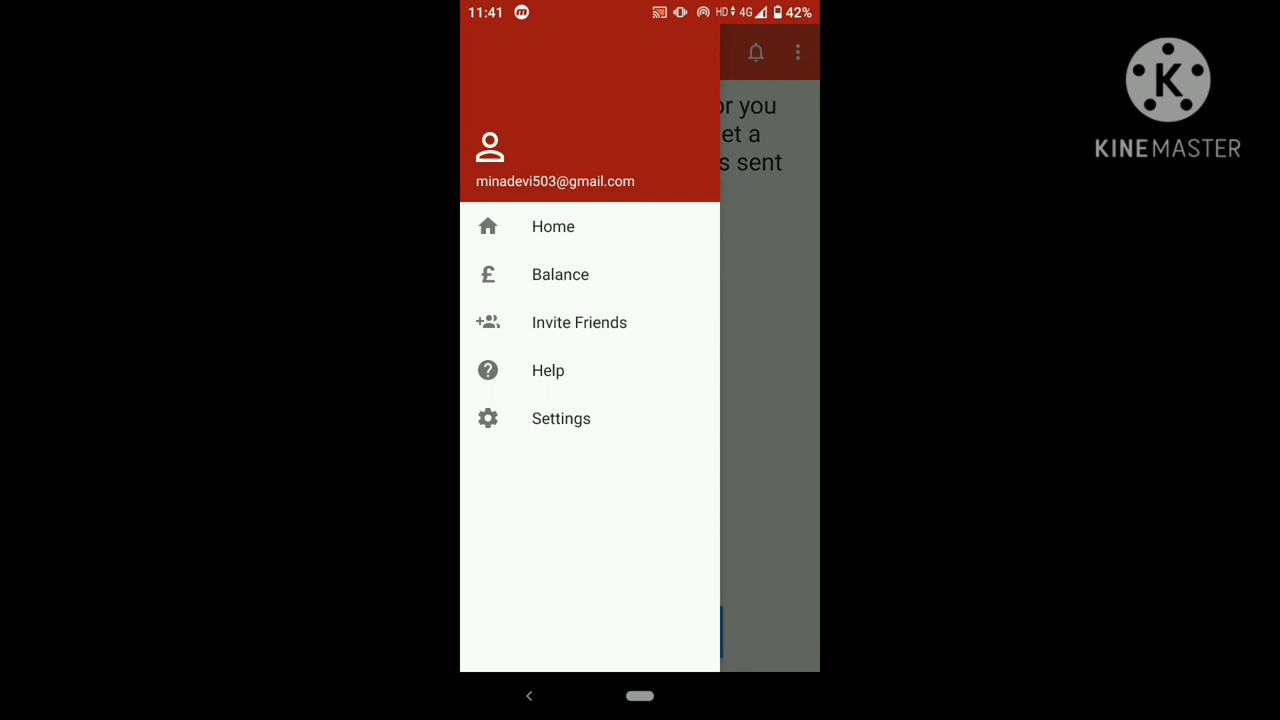 11:41
HD 4G 42%
or you
et a
s sent
minadevi503@gmail.com
Home
£ Balance
Invite Friends
Help
Settings
K
KINEMASTER